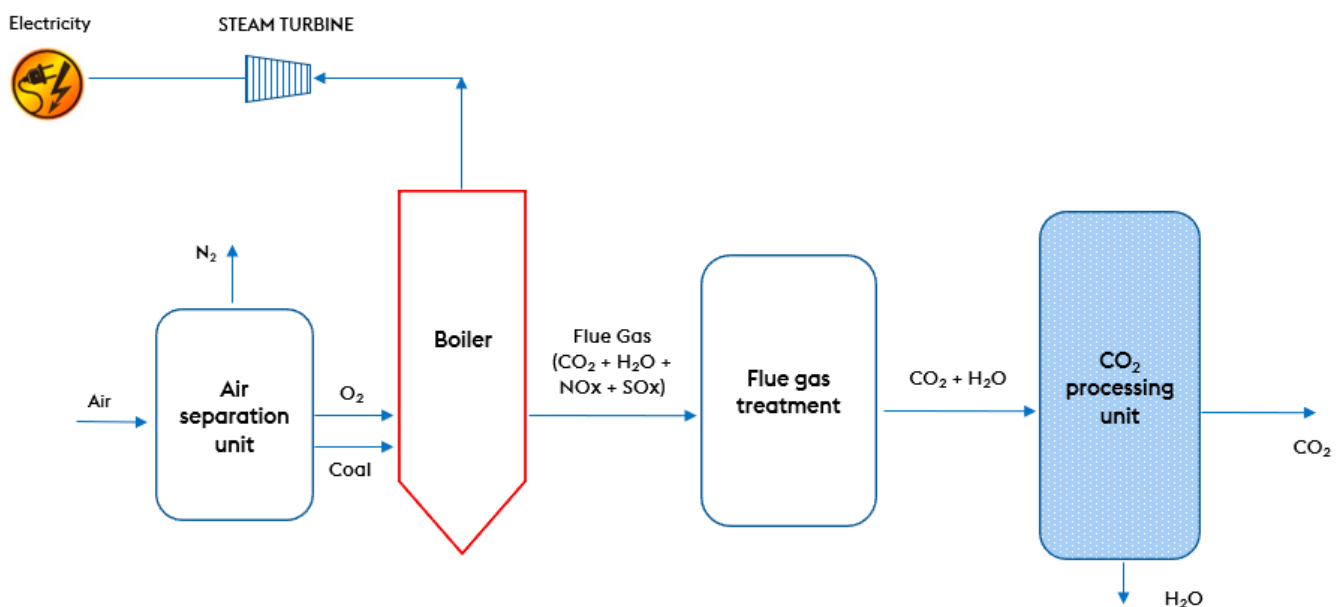 Electricity
STEAM TURBINE
N₂
Air
Air
separation
unit
O₂
Coal
Boiler
Flue Gas
(CO₂ + H₂O +
NOx + SOx)
Flue gas
treatment
CO₂ + H₂O
CO₂
processing
unit
CO₂
H₂O